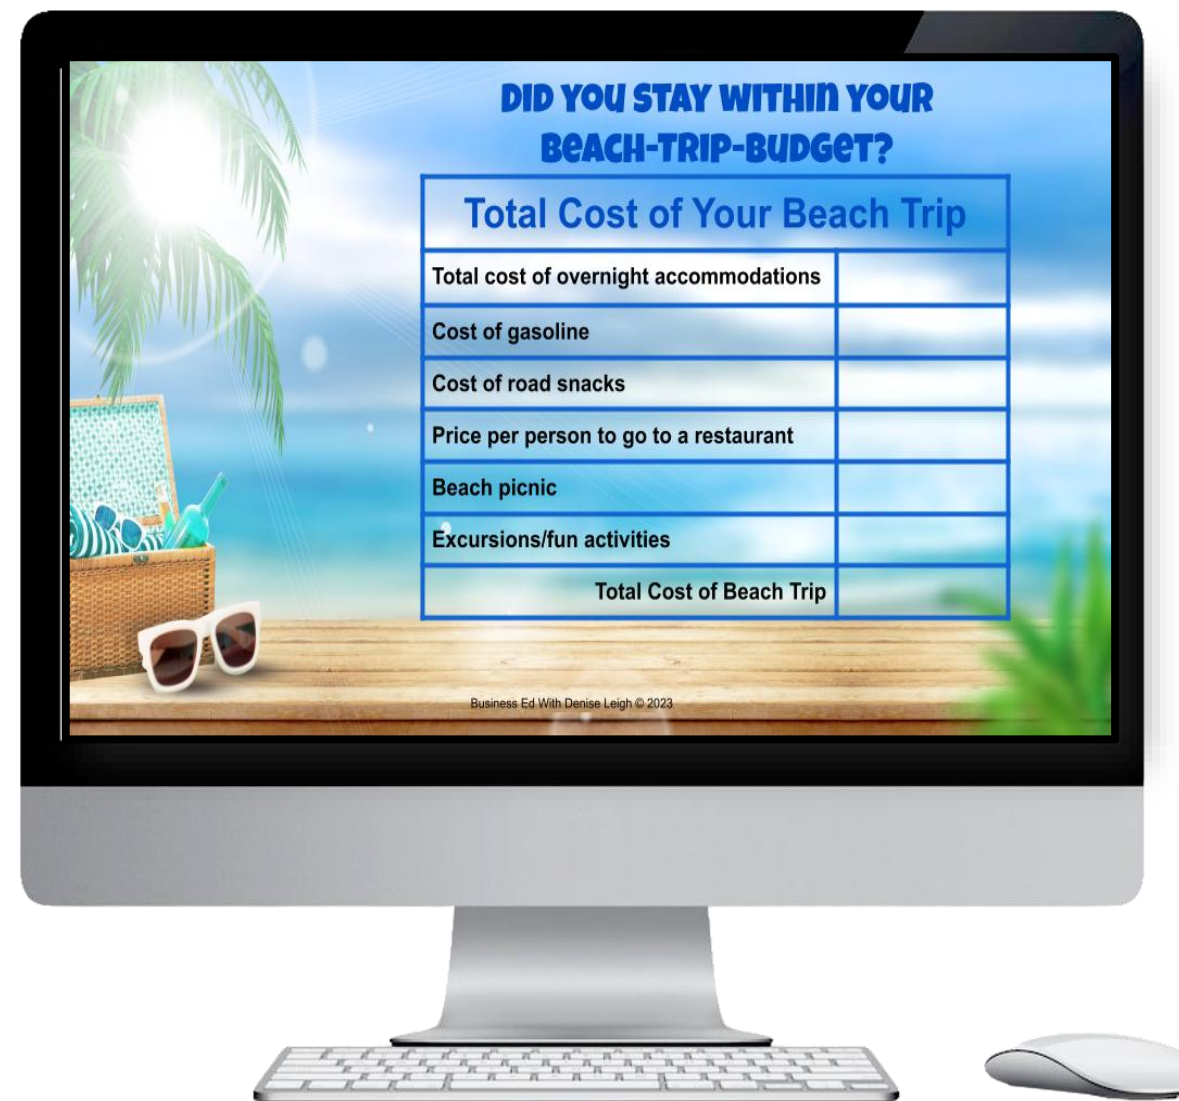 DID YOU STAY WITHIN YOUR
BEACH-TRIP-BUDGET?
Total Cost of Your Beach Trip
Total cost of overnight accommodations
Cost of gasoline
Cost of road snacks
Price per person to go to a restaurant
Beach picnic
Excursions/fun activities
Total Cost of Beach Trip
Business Ed With Denise Leigh © 2023